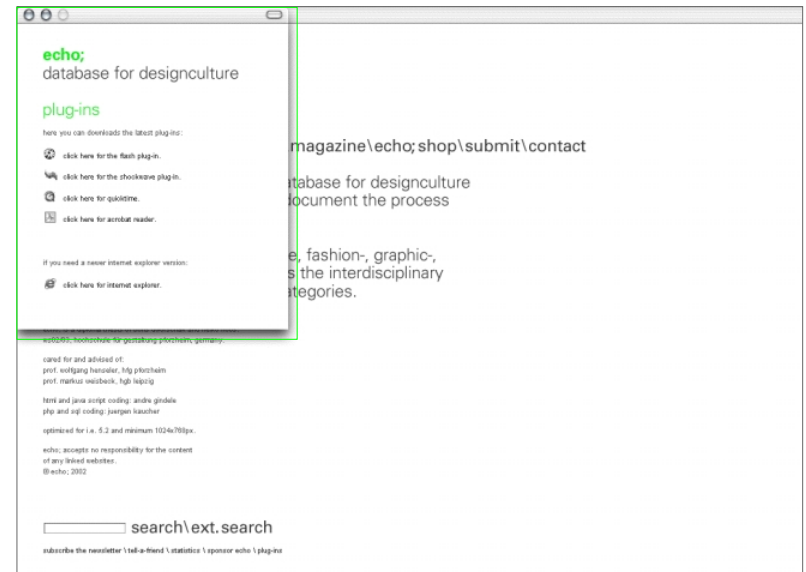 echo;
database for designculture
plug-ins
here you can downloads the latest plug-ins:
click here for the flash plug-in.
click here for the shockwave plug-in.
click here for quicktime.
click here for acrobat reader.
if you need a newer internet explorer version:
click here for internet explorer.
magazine\echo;shop\submit\contact
tabase for designculture
document the process
e, fashion-, graphic-,
s the interdisciplinary
ategories.
ws02/03, hochschule für gestaltung pforzheim, germany.
cared for and advised of:
prof. wolfgang henseler, hfg pforzheim
prof. markus weisbeck, hgb leipzig
html and java script coding: andre gindele
php and sql coding: juergen kaucher
optimized for i.e. 5.2 and minimum 1024x768px.
echo; accepts no responsibility for the content
of any linked websites.
© echo; 2002
search\ext.search
subscribe the newsletter \ tell-a-friend \ statistics \ sponsor echo \ plug-ins